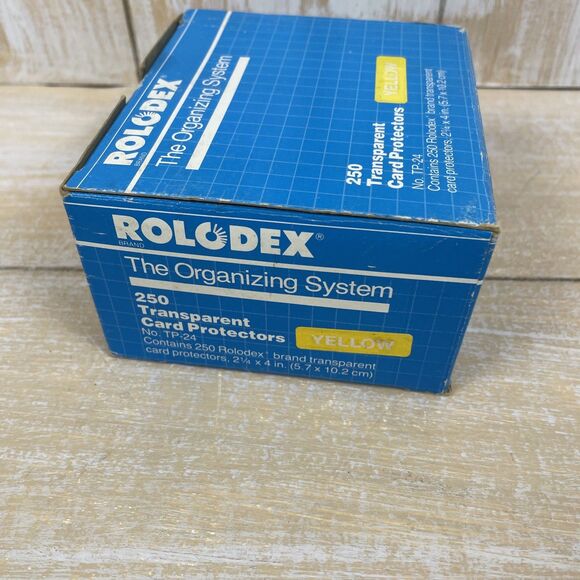 ROLODEX®
BRAND
The Organizing System
250
Transparent
Card Protectors
YELLOW
No. TP-24
Contains 250 Rolodex® brand transparent
card protectors, 2¼ x 4 in. (5.7 x 10.2 cm)
ROLODEX®
BRAND
The Organizing System
250
Transparent
Card Protectors
YELLOW
No. TP-24
Contains 250 Rolodex® brand transparent
card protectors, 2¼ x 4 in. (5.7 x 10.2 cm)